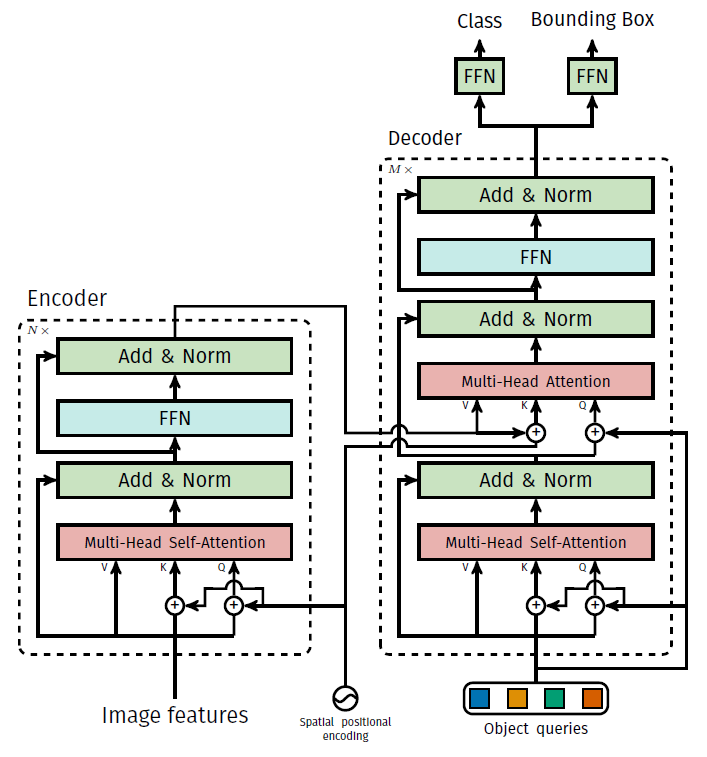 Class
Bounding Box
FFN
FFN
Decoder
M ×
Add & Norm
FFN
Add & Norm
Multi-Head Attention
V
K
Q
+
+
Add & Norm
Multi-Head Self-Attention
V
K
Q
+
+
Object queries
Encoder
N ×
Add & Norm
FFN
Add & Norm
Multi-Head Self-Attention
V
K
Q
+
+
Image features
Spatial positional
encoding